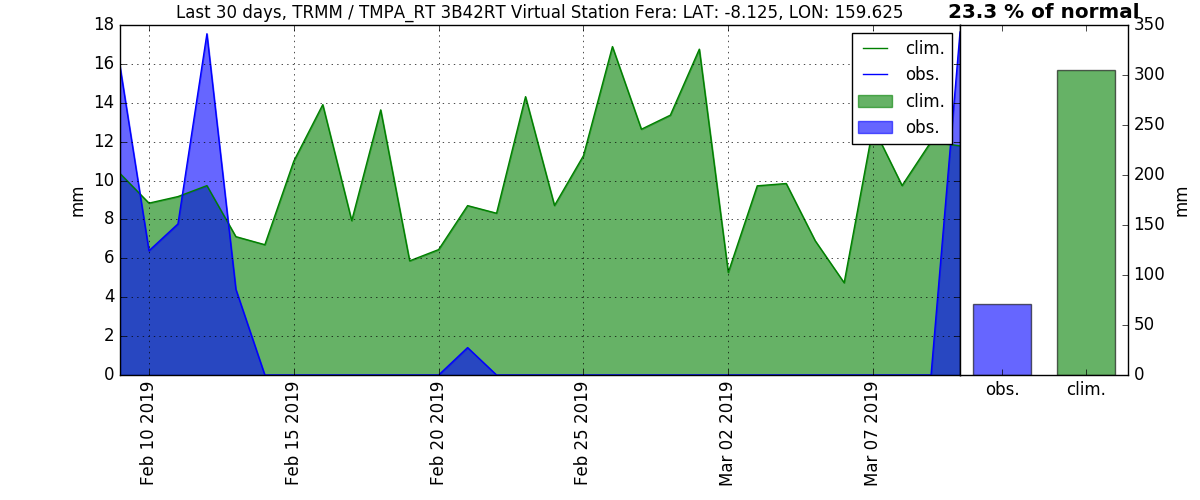 Last 30 days, TRMM / TMPA_RT 3B42RT Virtual Station Fera: LAT: -8.125, LON: 159.625
23.3 % of normal
18
16
14
12
10
8
6
4
2
0
mm
clim.
obs.
clim.
obs.
350
300
250
200
150
100
50
0
mm
Feb 10 2019
Feb 15 2019
Feb 20 2019
Feb 25 2019
Mar 02 2019
Mar 07 2019
obs.
clim.